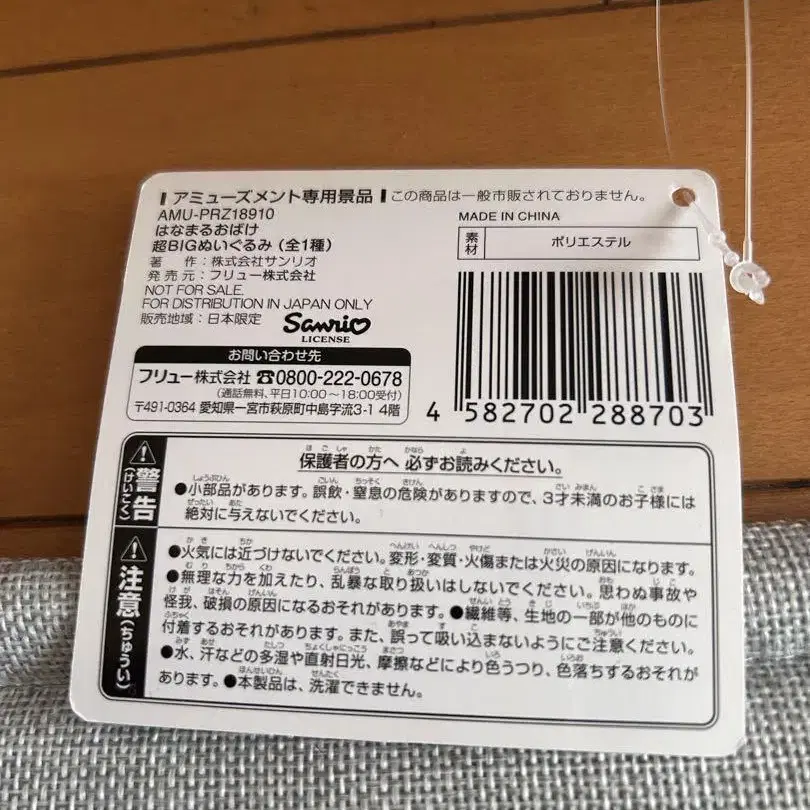 アミューズメント専用景品 この商品は一般市販されておりません。
AMU-PRZ18910
はなまるおばけ
超BIGぬいぐるみ（全1種）
著　作：株式会社サンリオ
発売元：フリュー株式会社
NOT FOR SALE.
FOR DISTRIBUTION IN JAPAN ONLY
販売地域：日本限定
Sanrio
LICENSE
お問い合わせ先
フリュー株式会社 ☎0800-222-0678
（通話無料、平日10:00～18:00受付）
〒491-0364 愛知県一宮市萩原町中島字流3-1 4階
MADE IN CHINA
素材 ポリエステル
4 582702 288703
警告（けいこく）
保護者の方へ 必ずお読みください。
●小部品があります。誤飲・窒息の危険がありますので、3才未満のお子様には
絶対に与えないでください。
注意（ちゅうい）
●火気には近づけないでください。変形・変質・火傷または火災の原因になります。
●無理な力を加えたり、乱暴な取り扱いはしないでください。思わぬ事故や
怪我、破損の原因になるおそれがあります。●繊維等、生地の一部が他のものに
付着するおそれがあります。また、誤って吸い込まないようにご注意ください。
●水、汗などの多湿や直射日光、摩擦などにより色うつり、色落ちするおそれが
あります。●本製品は、洗濯できません。